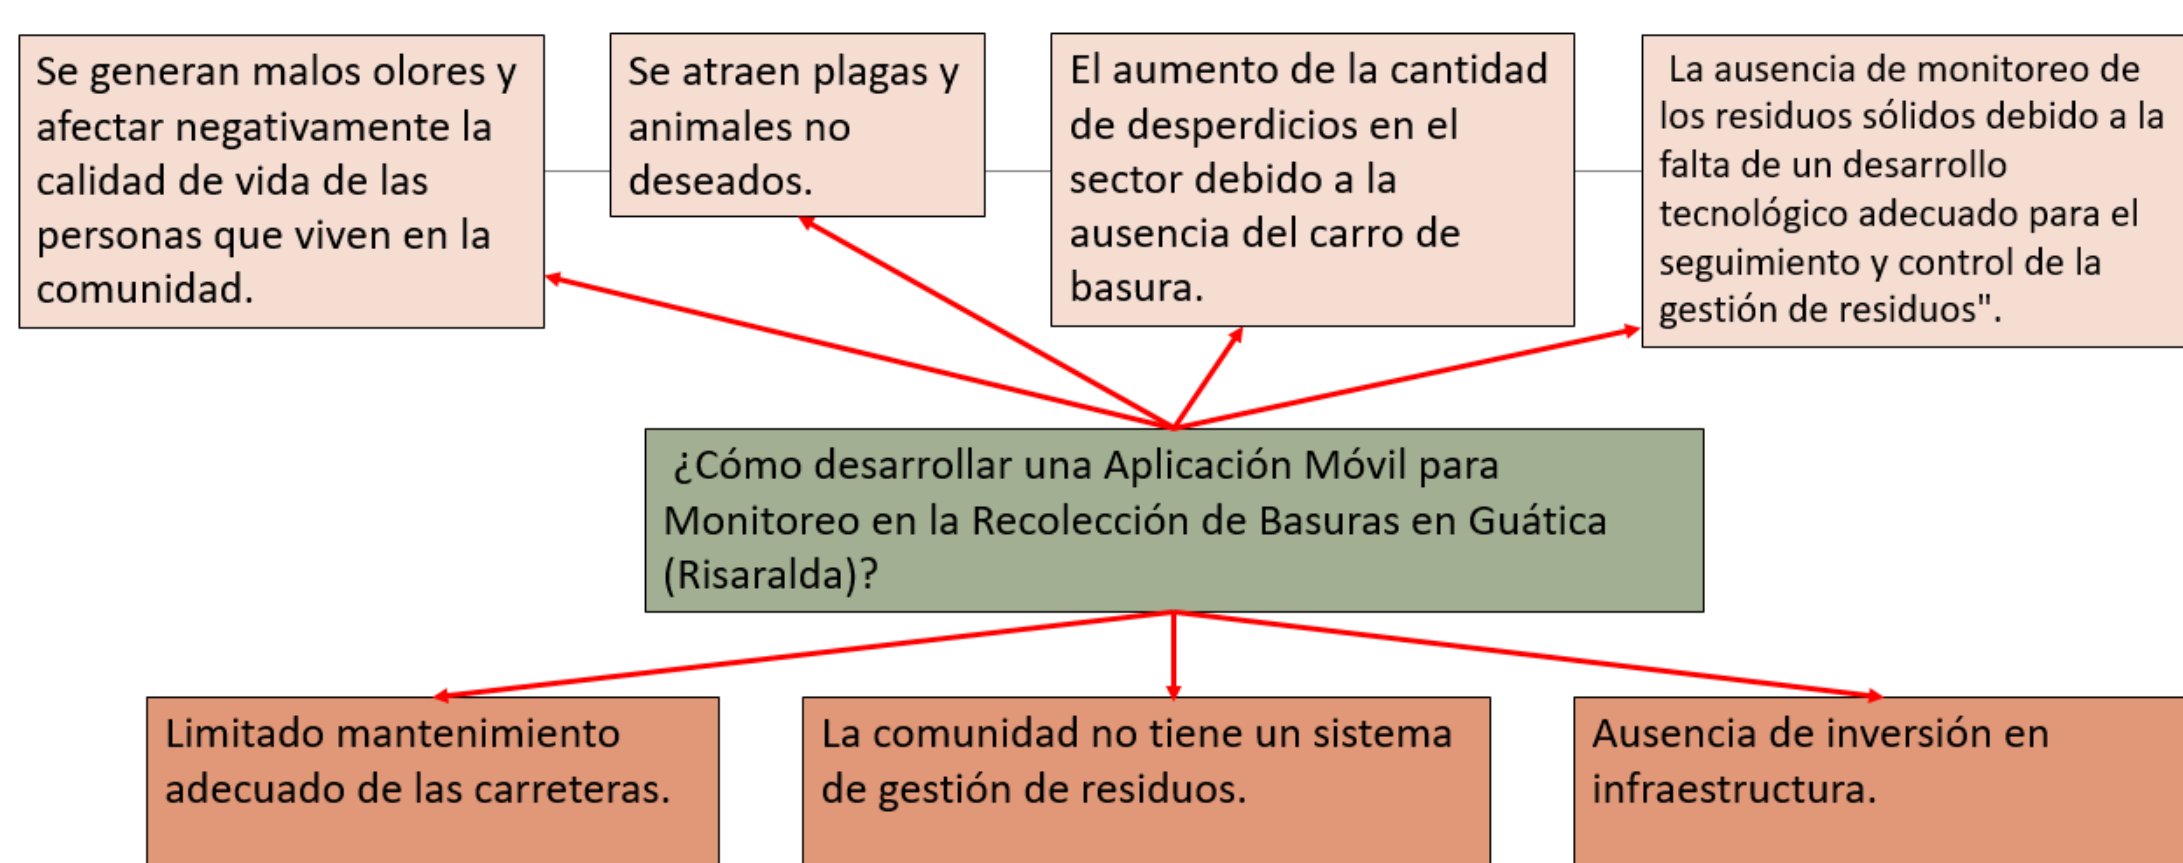 Se generan malos olores y
afectar negativamente la
calidad de vida de las
personas que viven en la
comunidad.
Se atraen plagas y
animales no
deseados.
El aumento de la cantidad
de desperdicios en el
sector debido a la
ausencia del carro de
basura.
La ausencia de monitoreo de
los residuos sólidos debido a la
falta de un desarrollo
tecnológico adecuado para el
seguimiento y control de la
gestión de residuos".
¿Cómo desarrollar una Aplicación Móvil para
Monitoreo en la Recolección de Basuras en Guática
(Risaralda)?
Limitado mantenimiento
adecuado de las carreteras.
La comunidad no tiene un sistema
de gestión de residuos.
Ausencia de inversión en
infraestructura.